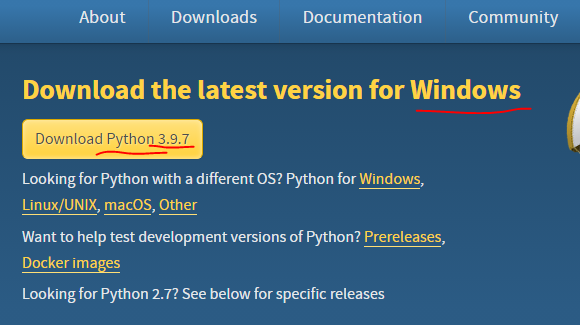 About Downloads Documentation Community
Download the latest version for Windows
Download Python 3.9.7
Looking for Python with a different OS? Python for Windows,
Linux/UNIX, macOS, Other
Want to help test development versions of Python? Prereleases,
Docker images
Looking for Python 2.7? See below for specific releases